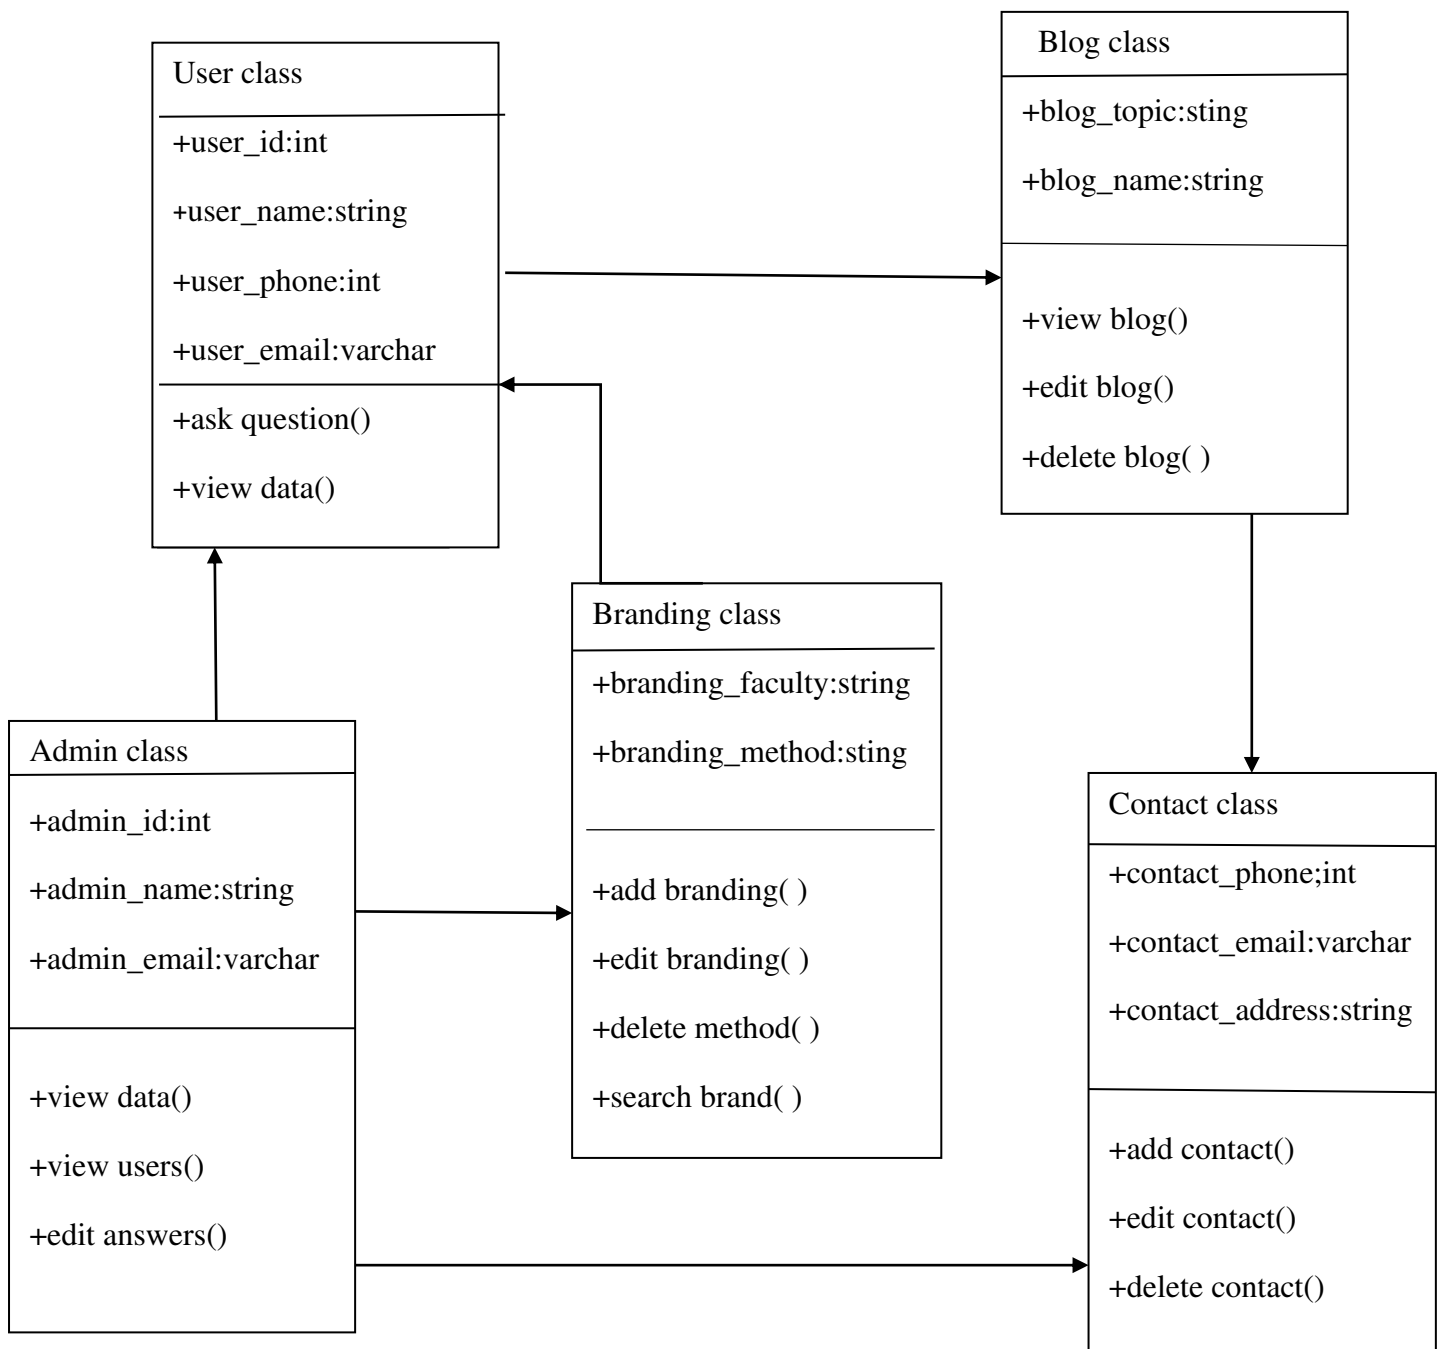 User class
+user_id:int
+user_name:string
+user_phone:int
+user_email:varchar
+ask question()
+view data()
Blog class
+blog_topic:sting
+blog_name:string
+view blog()
+edit blog()
+delete blog( )
Branding class
+branding_faculty:string
+branding_method:sting
+add branding( )
+edit branding( )
+delete method( )
+search brand( )
Admin class
+admin_id:int
+admin_name:string
+admin_email:varchar
+view data()
+view users()
+edit answers()
Contact class
+contact_phone;int
+contact_email:varchar
+contact_address:string
+add contact()
+edit contact()
+delete contact()